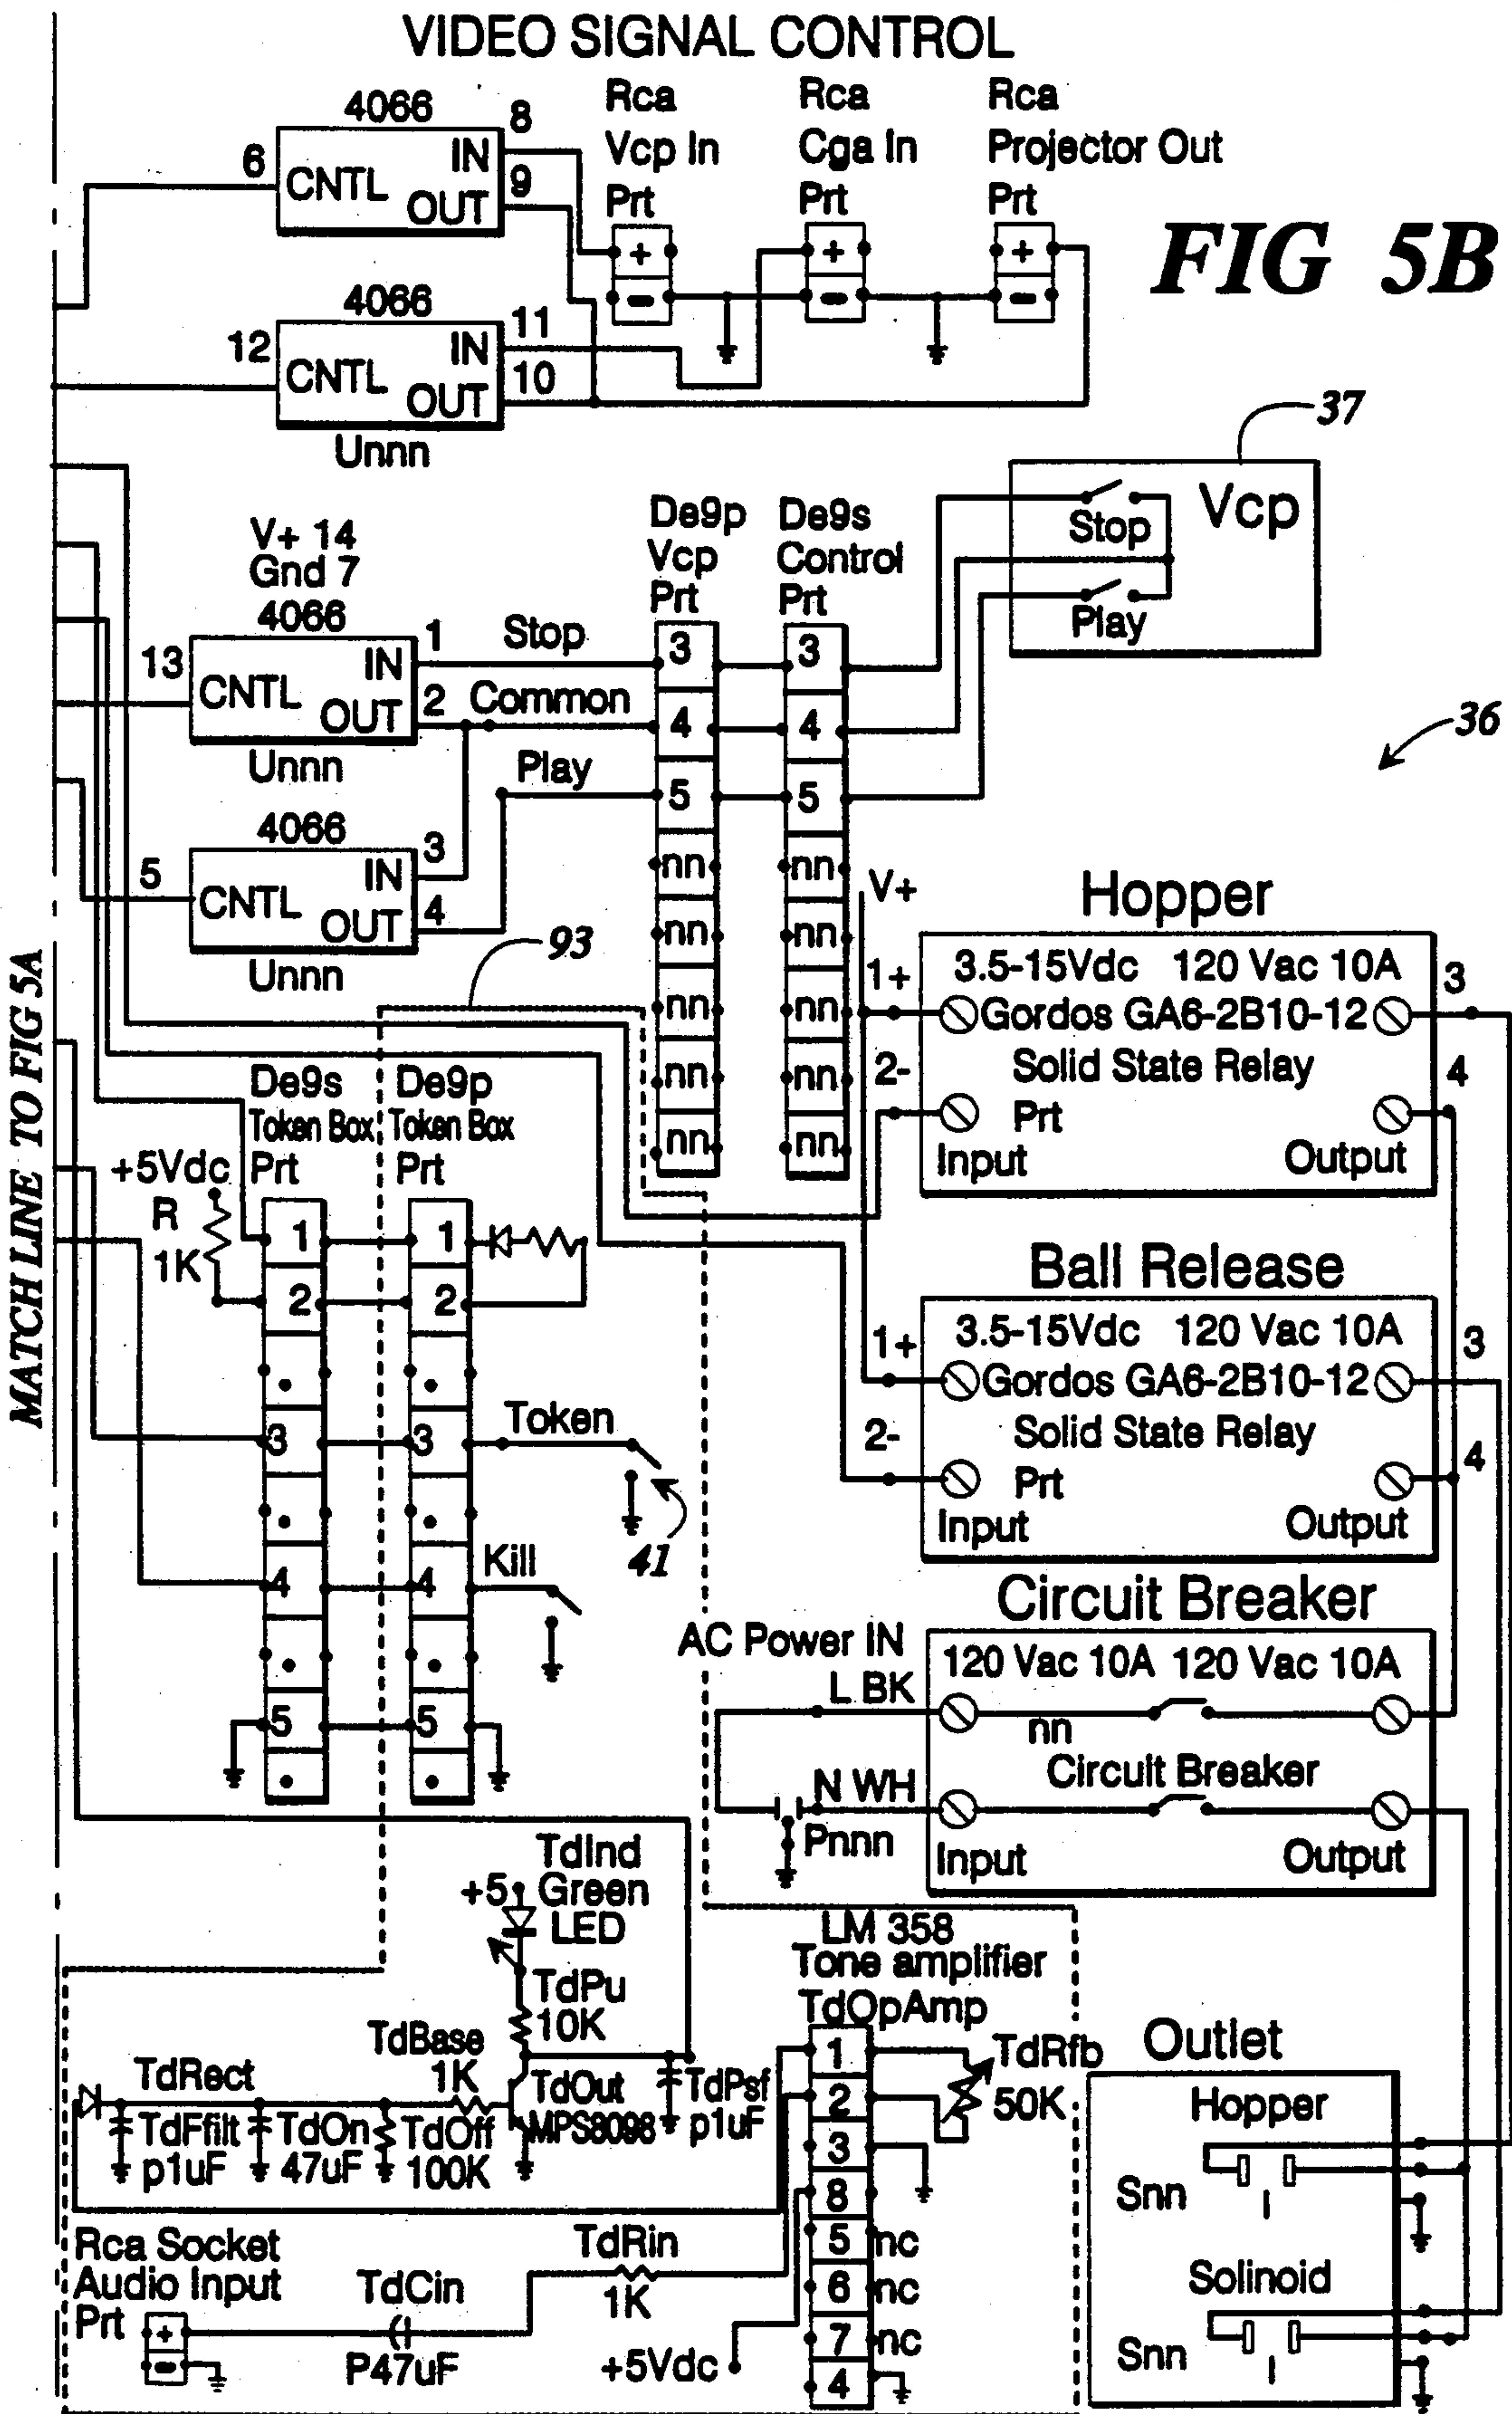 VIDEO SIGNAL CONTROL
FIG 5B
4066
6
CNTL
IN
OUT
8
9
Rca
Vcp In
Prt
+
-
Rca
Cga In
Prt
+
-
Rca
Projector Out
Prt
+
-
4066
12
CNTL
IN
OUT
11
10
Unnn
37
Vcp
Stop
Play
36
V+ 14
Gnd 7
4066
13
CNTL
IN
OUT
1
2
Unnn
Stop
Common
Play
4066
5
CNTL
IN
OUT
3
4
Unnn
De9p
Vcp
Prt
3
4
5
nn
nn
nn
nn
nn
De9s
Control
Prt
3
4
5
nn
nn
nn
nn
nn
93
MATCH LINE TO FIG 5A
V+
Hopper
1+
2-
3.5-15Vdc 120 Vac 10A
Gordos GA6-2B10-12
Solid State Relay
Prt
Input
Output
3
4
Ball Release
1+
2-
3.5-15Vdc 120 Vac 10A
Gordos GA6-2B10-12
Solid State Relay
Prt
Input
Output
3
4
De9s
Token Box
Prt
1
2
3
4
5
De9p
Token Box
Prt
1
2
3
4
5
+5Vdc
R
1K
Token
41
Kill
Circuit Breaker
AC Power IN
L BK
N WH
Pnnn
120 Vac 10A 120 Vac 10A
nn
Circuit Breaker
Input
Output
TdInd
+5 Green
LED
TdPu
10K
TdBase
1K
TdRect
TdFfilt
p1uF
TdOn
47uF
TdOff
100K
TdOut
MPS8098
TdPsf
p1uF
LM 358
Tone amplifier
TdOpAmp
1
2
3
8
5 nc
6 nc
7 nc
4
TdRfb
50K
Rca Socket
Audio Input
Prt
+
-
TdCin
P47uF
TdRin
1K
+5Vdc
Outlet
Hopper
Snn
Solinoid
Snn